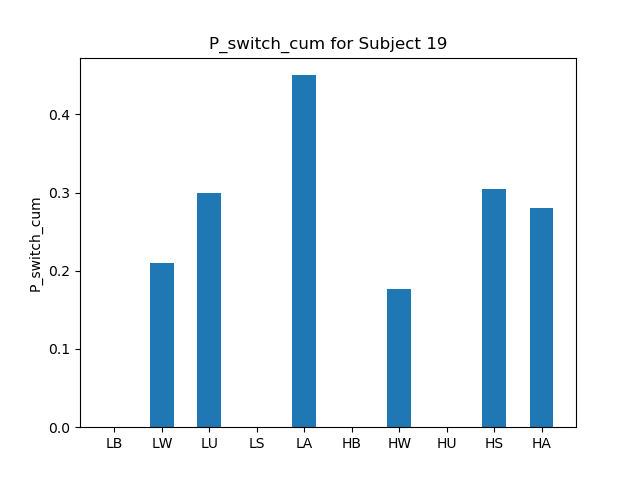 P_switch_cum for Subject 19
P_switch_cum
0.4
0.3
0.2
0.1
0.0
LB LW LU LS LA HB HW HU HS HA